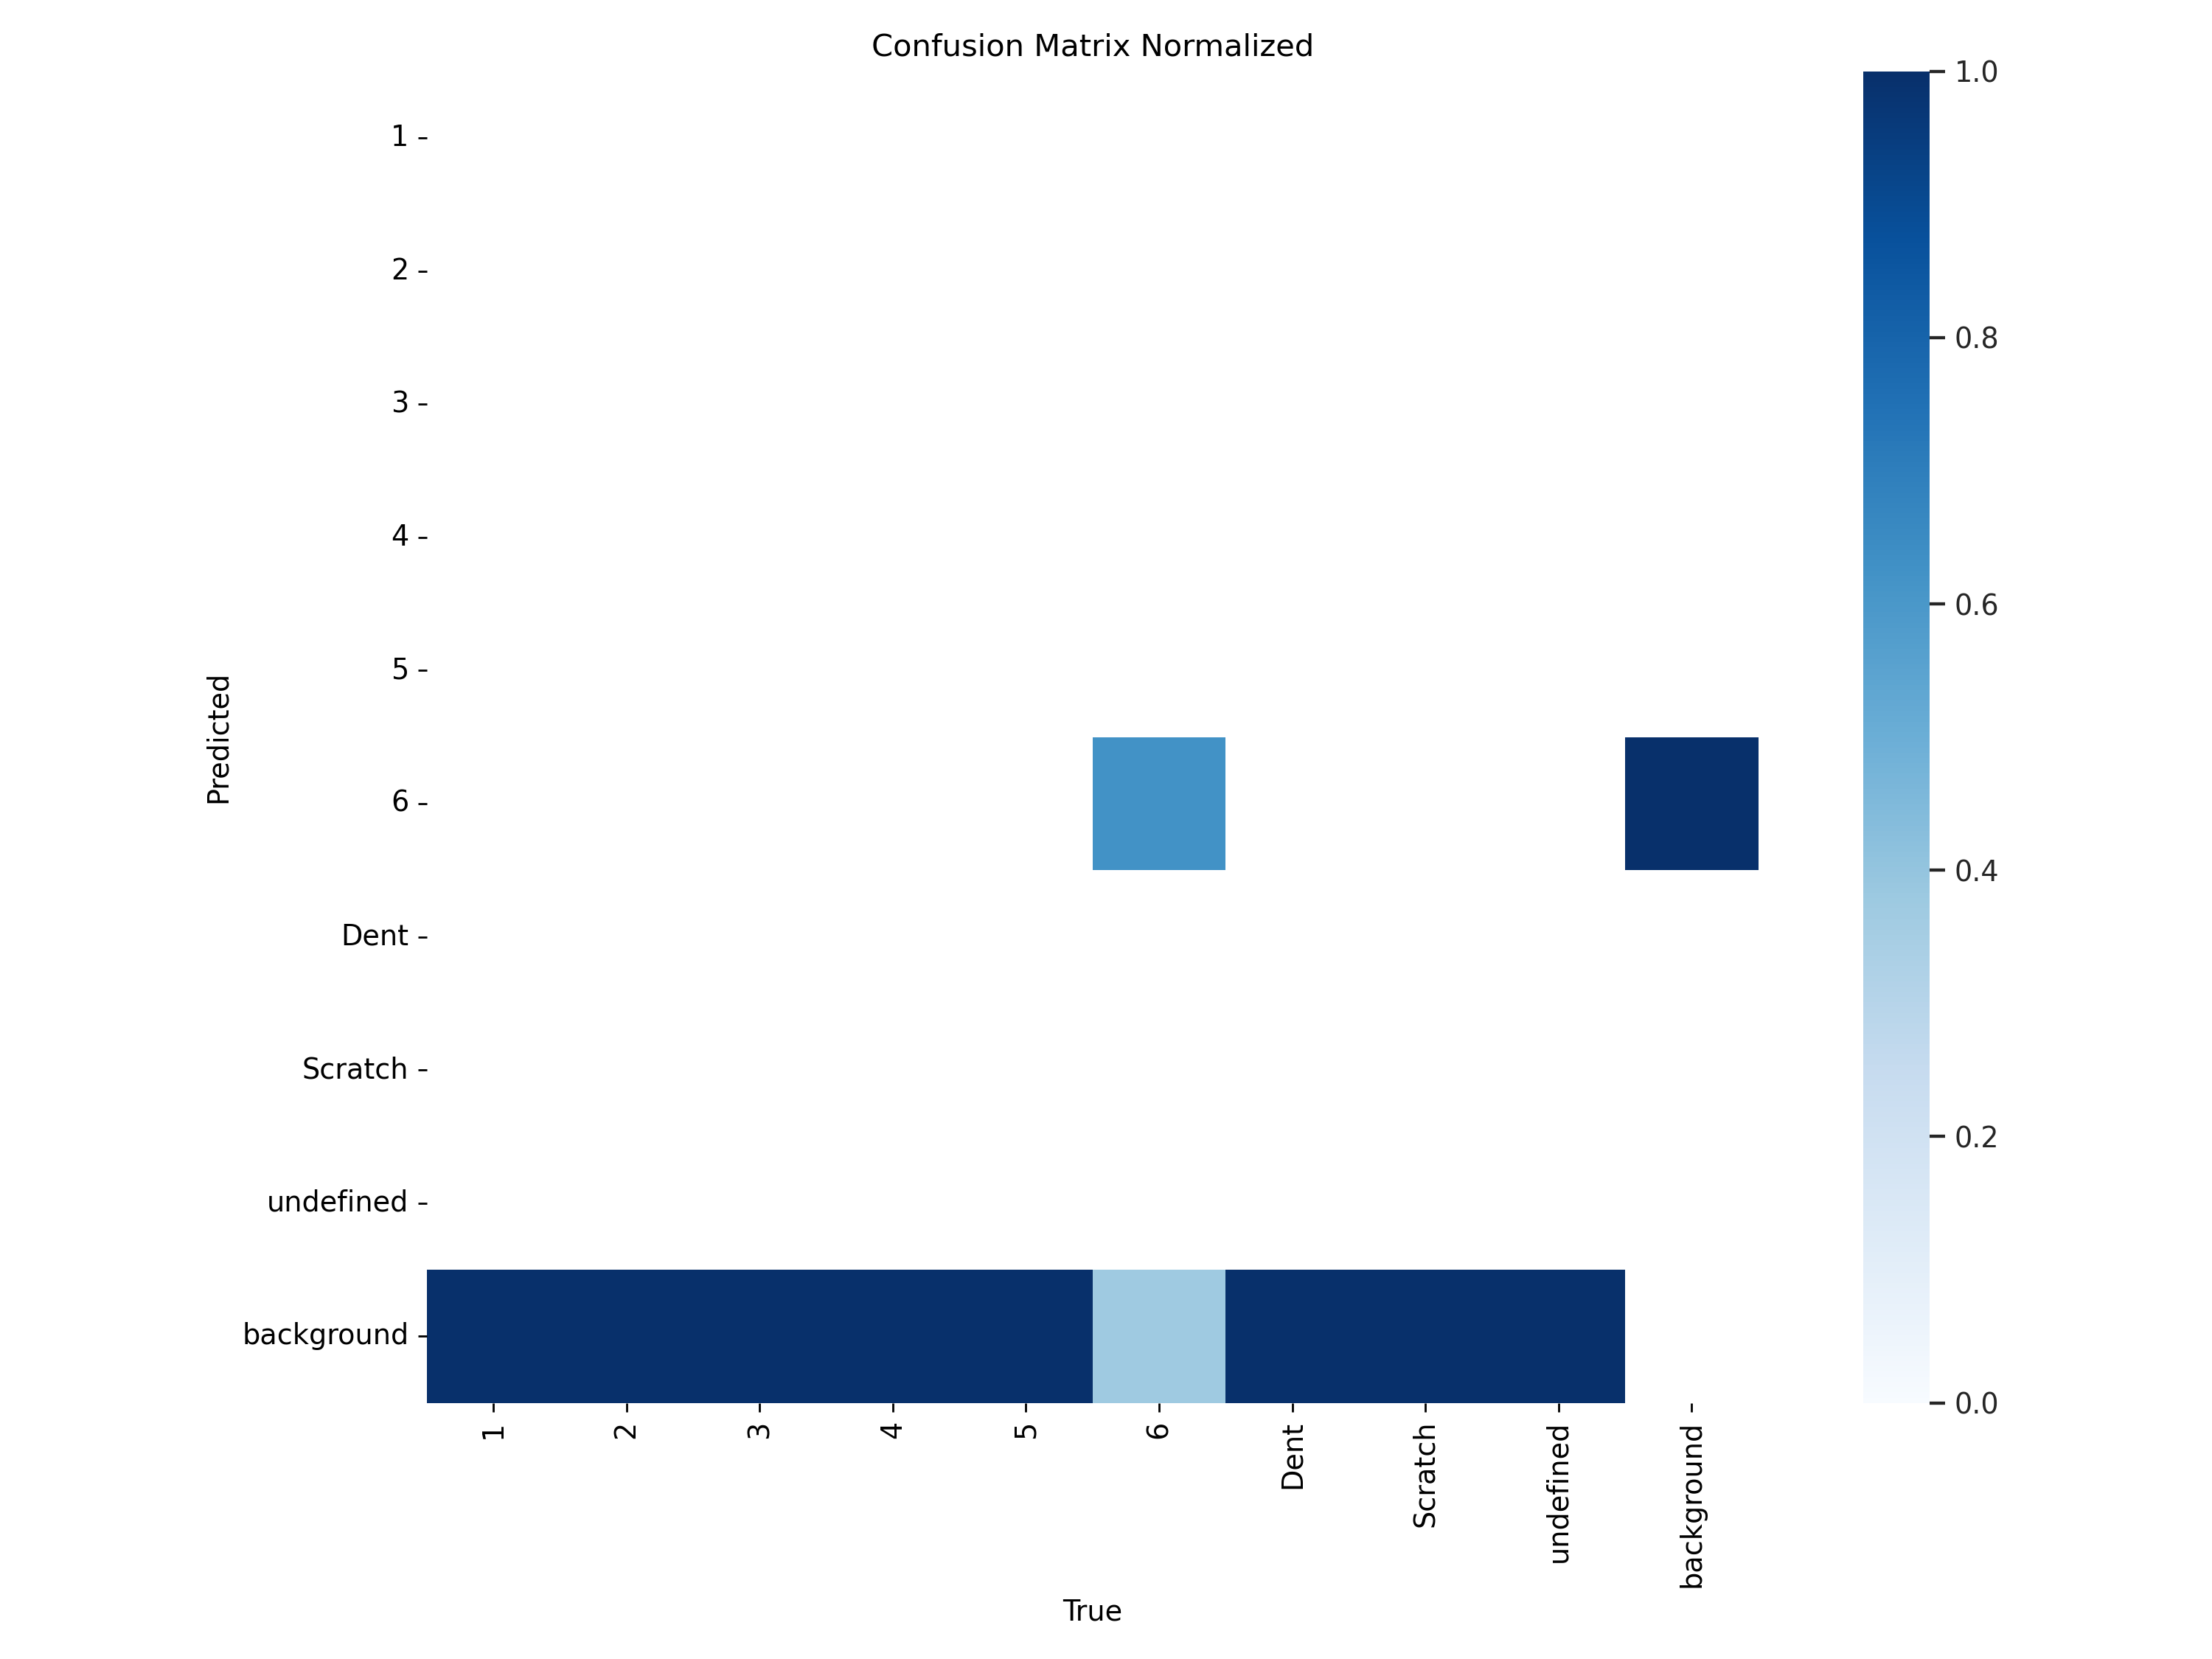 Confusion Matrix Normalized
1
2
3
4
5
6
Dent
Scratch
undefined
background
Predicted
1
2
3
4
5
6
Dent
Scratch
undefined
background
True
1.0
0.8
0.6
0.4
0.2
0.0